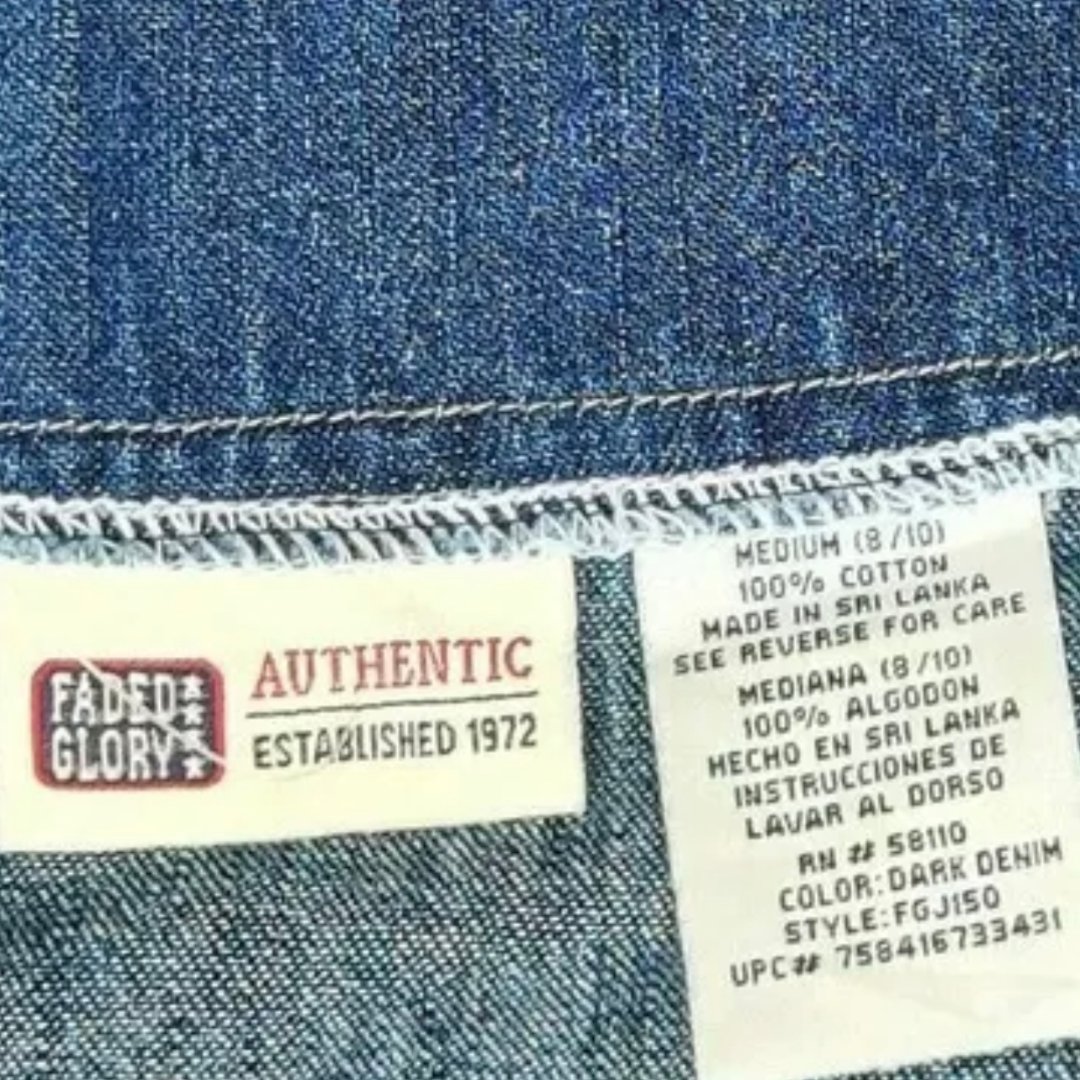 FADED
GLORY
AUTHENTIC
ESTABLISHED 1972
MEDIUM (8/10)
100% COTTON
MADE IN SRI LANKA
SEE REVERSE FOR CARE
MEDIANA (8/10)
100% ALGODON
HECHO EN SRI LANKA
INSTRUCCIONES DE
LAVAR AL DORSO
RN # 58110
COLOR:DARK DENIM
STYLE:FGJ150
UPC# 758416733431